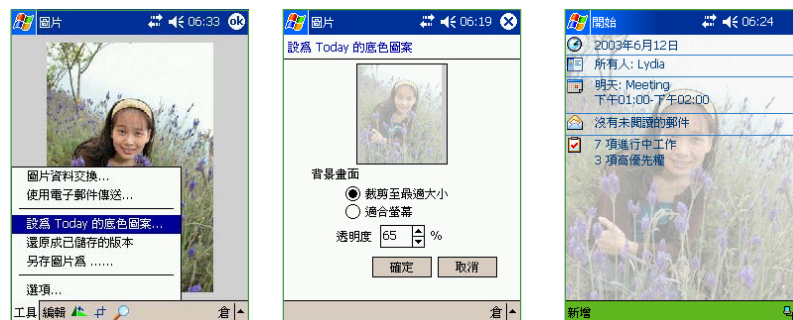 圖片 06:33 ok
圖片資料交換...
使用電子郵件傳送...
設為 Today 的底色圖案...
還原成已儲存的版本
另存圖片為 ......
選項...
工具 編輯 倉
圖片 06:19
設為 Today 的底色圖案
背景畫面
裁剪至最適大小
適合螢幕
透明度 65 %
確定 取消
倉
開始 06:24
2003年6月12日
所有人: Lydia
明天: Meeting
下午01:00-下午02:00
沒有未閱讀的郵件
7 項進行中工作
3 項高優先權
新增